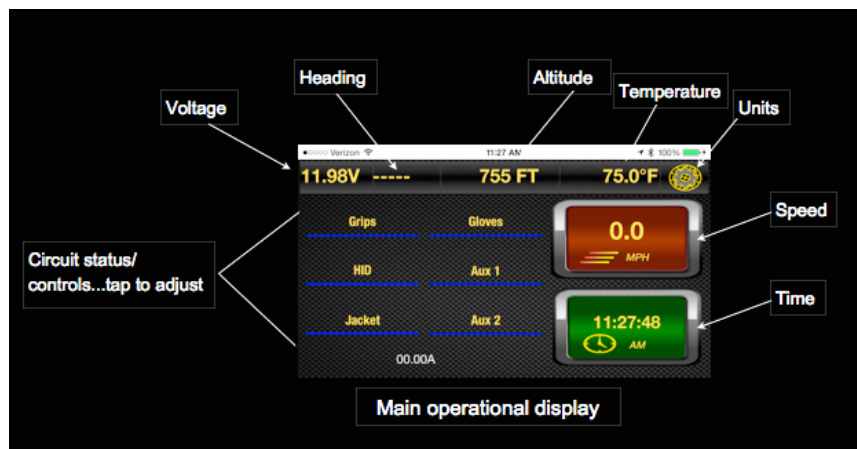 Heading
Altitude
Temperature
Voltage
Units
Verizon 11:27 AM 100%
11.98V ----- 755 FT 75.0°F
Grips Gloves
0.0
MPH
Speed
Circuit status/
controls...tap to adjust
HID Aux 1
Time
Jacket Aux 2
11:27:48
AM
00.00A
Main operational display